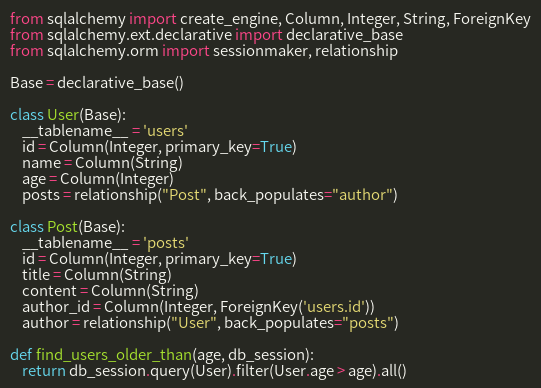 from sqlalchemy import create_engine, Column, Integer, String, ForeignKey
from sqlalchemy.ext.declarative import declarative_base
from sqlalchemy.orm import sessionmaker, relationship

Base = declarative_base()

class User(Base):
    __tablename__ = 'users'
    id = Column(Integer, primary_key=True)
    name = Column(String)
    age = Column(Integer)
    posts = relationship("Post", back_populates="author")

class Post(Base):
    __tablename__ = 'posts'
    id = Column(Integer, primary_key=True)
    title = Column(String)
    content = Column(String)
    author_id = Column(Integer, ForeignKey('users.id'))
    author = relationship("User", back_populates="posts")

def find_users_older_than(age, db_session):
    return db_session.query(User).filter(User.age > age).all()